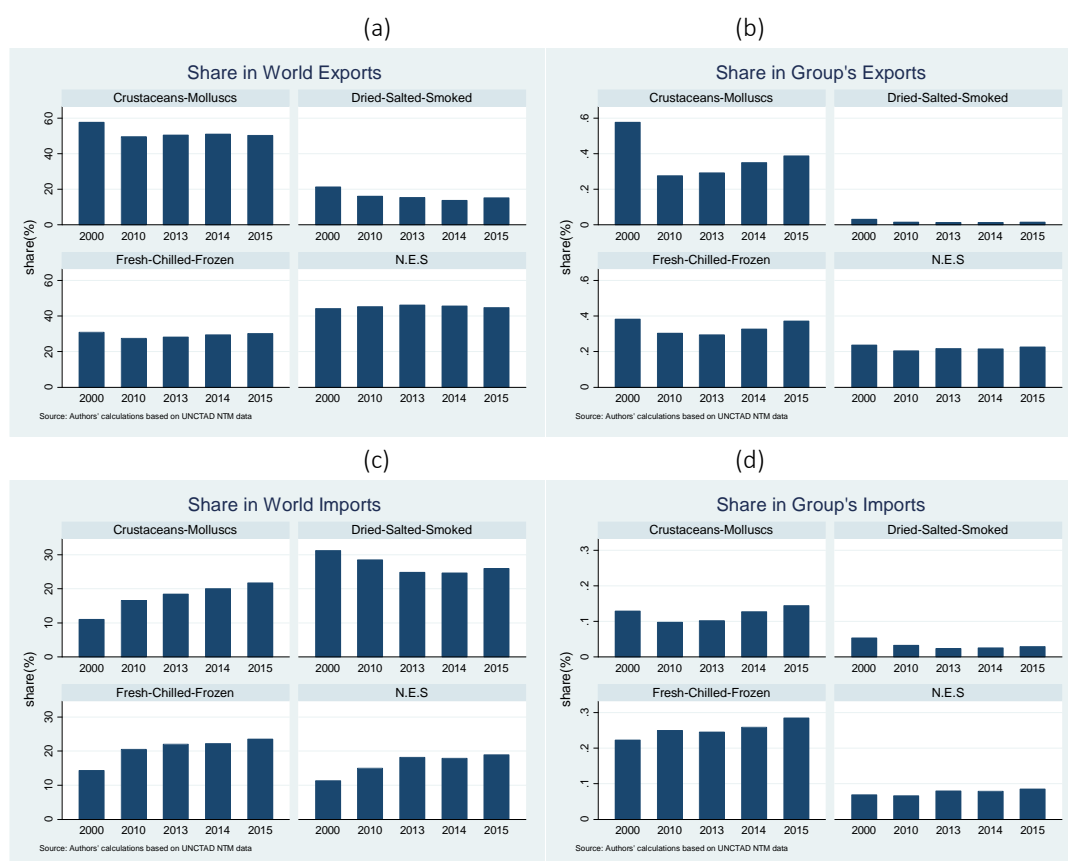 (a) (b)
Share in World Exports
Crustaceans-Molluscs Dried-Salted-Smoked
60
40
20
0
2000 2010 2013 2014 2015 2000 2010 2013 2014 2015
share(%)
Fresh-Chilled-Frozen N.E.S
60
40
20
0
2000 2010 2013 2014 2015 2000 2010 2013 2014 2015
Source: Authors' calculations based on UNCTAD NTM data
Share in Group's Exports
Crustaceans-Molluscs Dried-Salted-Smoked
.6
.4
.2
0
2000 2010 2013 2014 2015 2000 2010 2013 2014 2015
share(%)
Fresh-Chilled-Frozen N.E.S
.6
.4
.2
0
2000 2010 2013 2014 2015 2000 2010 2013 2014 2015
Source: Authors' calculations based on UNCTAD NTM data
(c) (d)
Share in World Imports
Crustaceans-Molluscs Dried-Salted-Smoked
30
20
10
0
2000 2010 2013 2014 2015 2000 2010 2013 2014 2015
share(%)
Fresh-Chilled-Frozen N.E.S
30
20
10
0
2000 2010 2013 2014 2015 2000 2010 2013 2014 2015
Source: Authors' calculations based on UNCTAD NTM data
Share in Group's Imports
Crustaceans-Molluscs Dried-Salted-Smoked
.3
.2
.1
0
2000 2010 2013 2014 2015 2000 2010 2013 2014 2015
share(%)
Fresh-Chilled-Frozen N.E.S
.3
.2
.1
0
2000 2010 2013 2014 2015 2000 2010 2013 2014 2015
Source: Authors' calculations based on UNCTAD NTM data